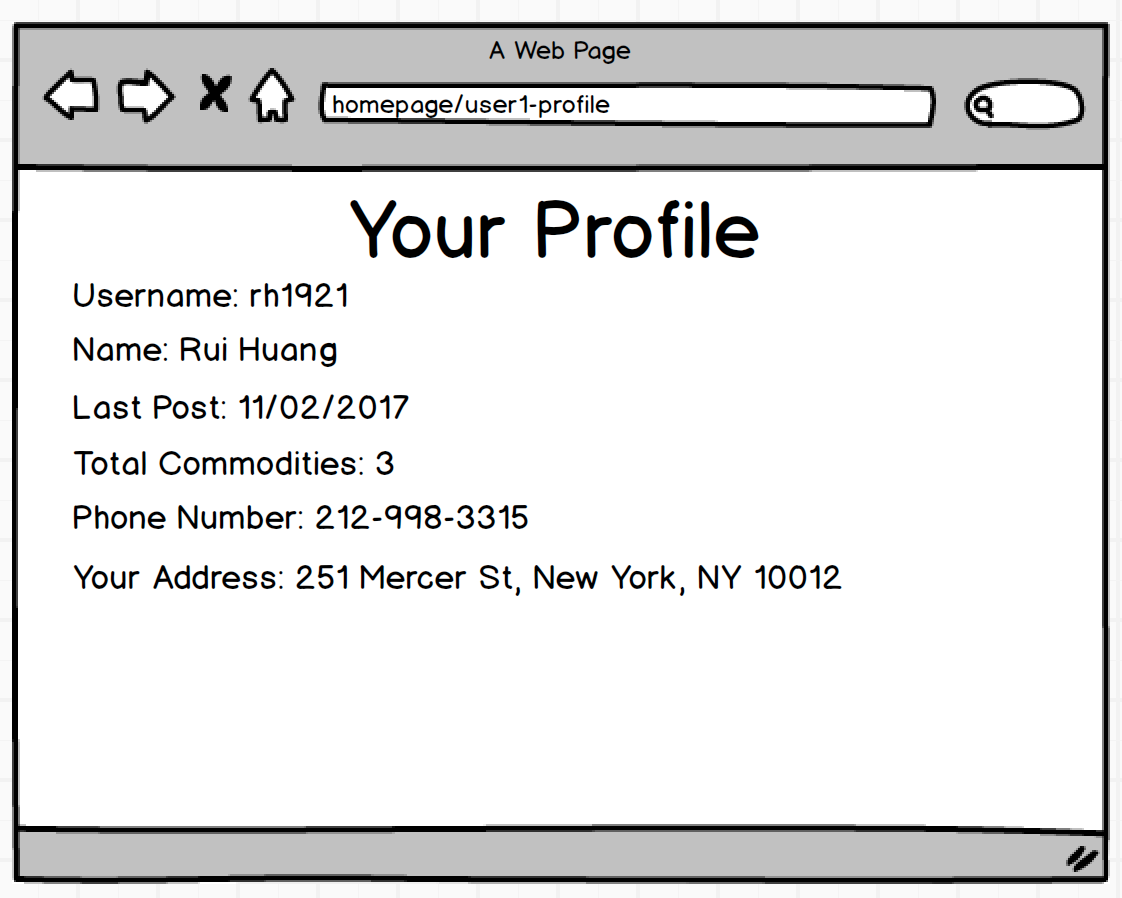 A Web Page
homepage/user1-profile
Your Profile
Username: rh1921
Name: Rui Huang
Last Post: 11/02/2017
Total Commodities: 3
Phone Number: 212-998-3315
Your Address: 251 Mercer St, New York, NY 10012